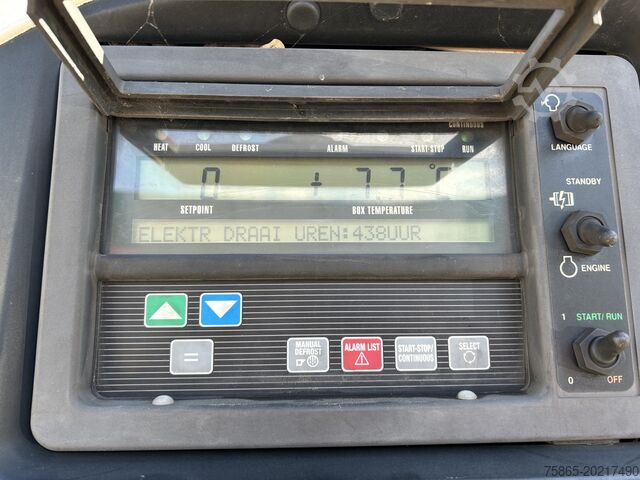 CONTINUOUS
HEAT COOL DEFROST ALARM START-STOP RUN
0 + 7.7 °C
SETPOINT BOX TEMPERATURE
ELEKTR DRAAI UREN:438UUR
MANUAL DEFROST
ALARM LIST
START-STOP/ CONTINUOUS
SELECT
=
LANGUAGE
STANDBY
ENGINE
1 START/RUN
0 OFF
75865-20217490